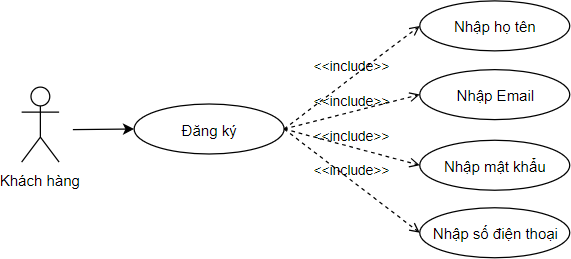 Nhập họ tên
<<include>>
<<include>>
Nhập Email
Đăng ký
<<include>>
Nhập mật khẩu
<<include>>
Khách hàng
Nhập số điện thoại